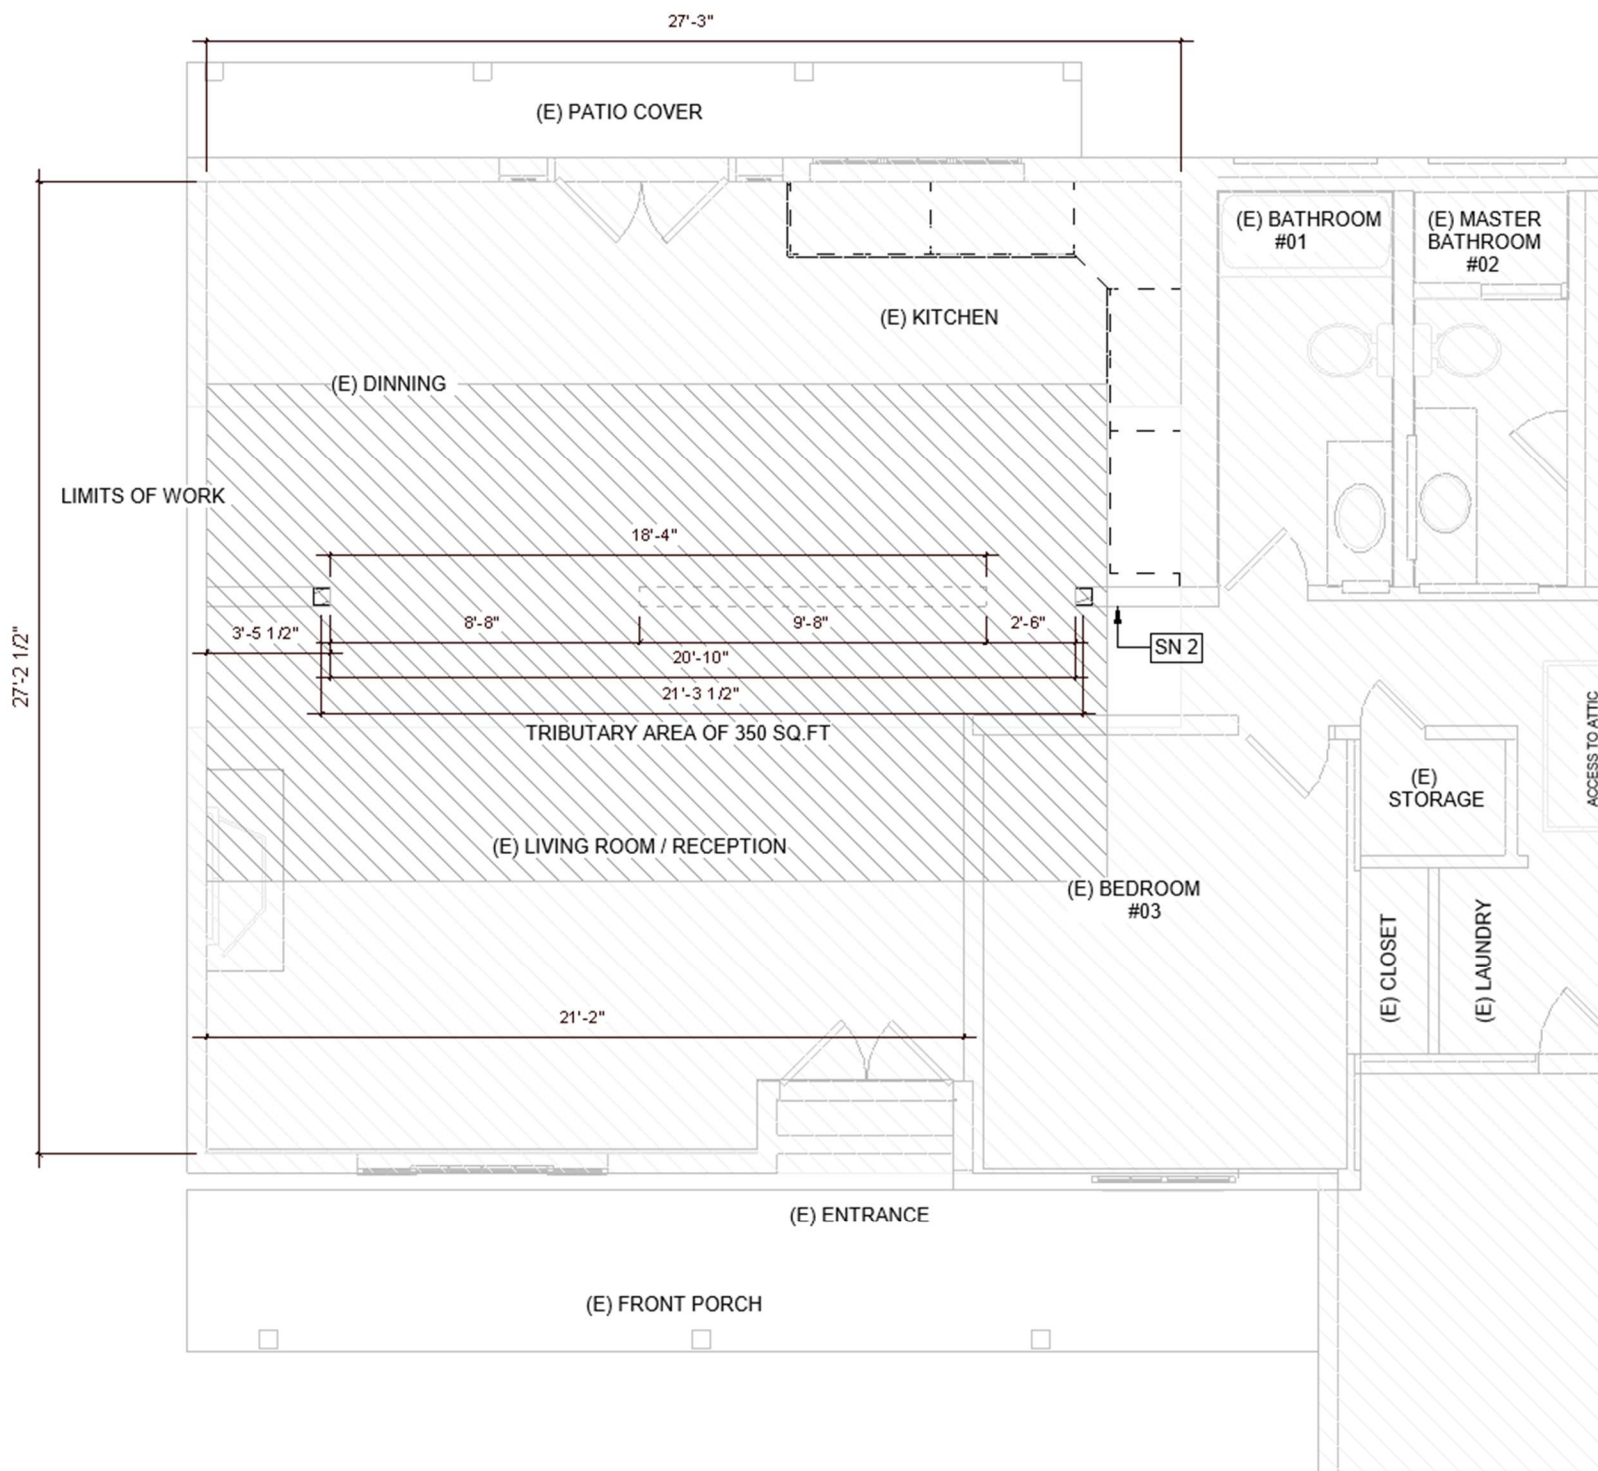 27'-3"
(E) PATIO COVER
(E) BATHROOM
#01
(E) MASTER
BATHROOM
#02
(E) KITCHEN
(E) DINNING
LIMITS OF WORK
18'-4"
3'-5 1/2"
8'-8"
9'-8"
2'-6"
SN 2
20'-10"
21'-3 1/2"
27'-2 1/2"
TRIBUTARY AREA OF 350 SQ.FT
ACCESS TO ATTIC
(E)
STORAGE
(E) LIVING ROOM / RECEPTION
(E) BEDROOM
#03
(E) CLOSET
(E) LAUNDRY
21'-2"
(E) ENTRANCE
(E) FRONT PORCH